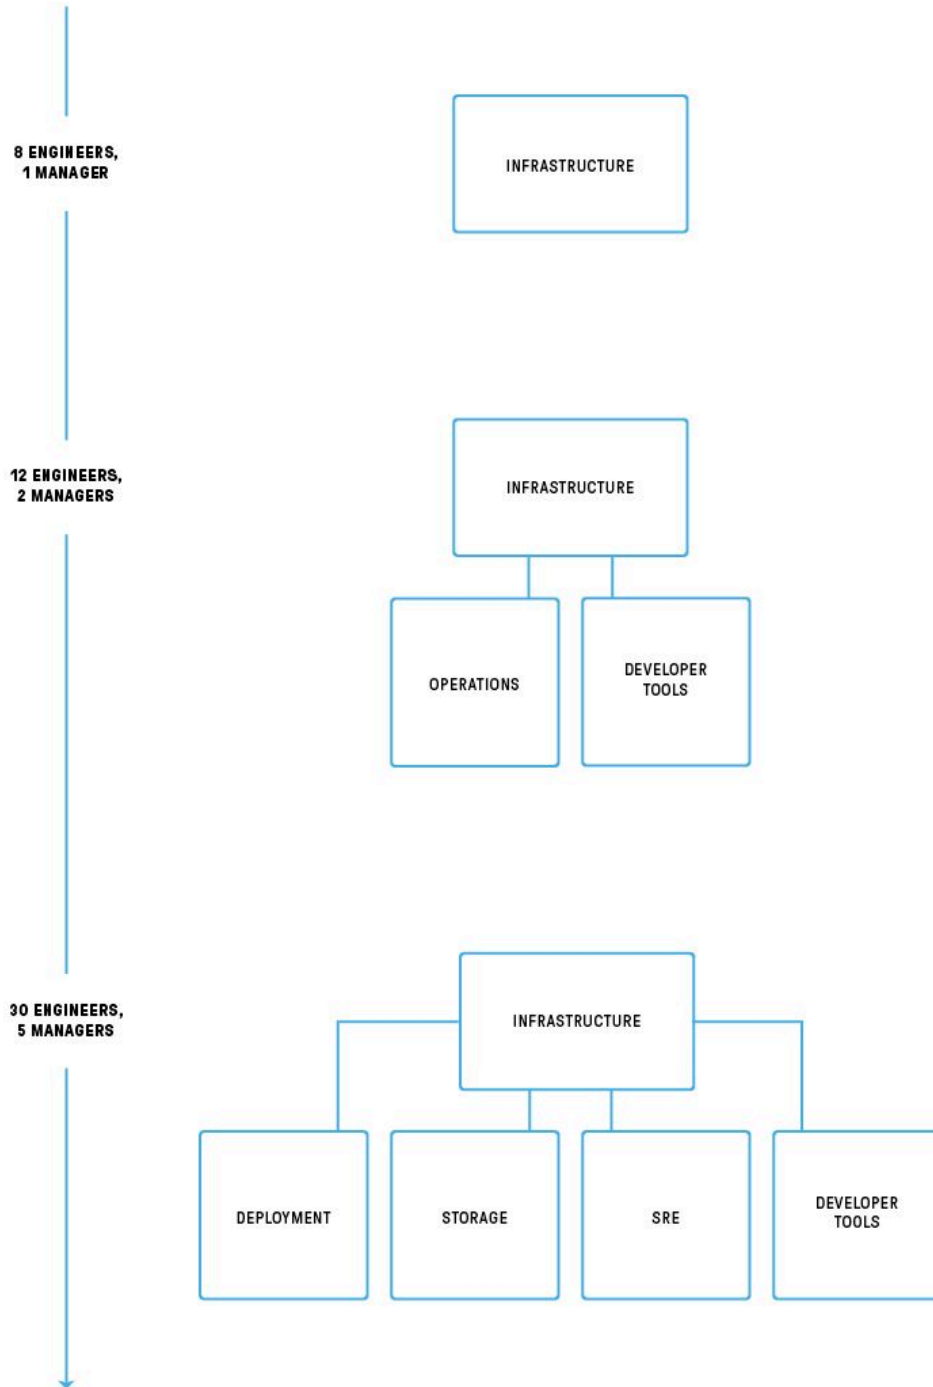 8 ENGINEERS,
1 MANAGER
INFRASTRUCTURE
12 ENGINEERS,
2 MANAGERS
INFRASTRUCTURE
OPERATIONS
DEVELOPER
TOOLS
30 ENGINEERS,
5 MANAGERS
INFRASTRUCTURE
DEPLOYMENT
STORAGE
SRE
DEVELOPER
TOOLS